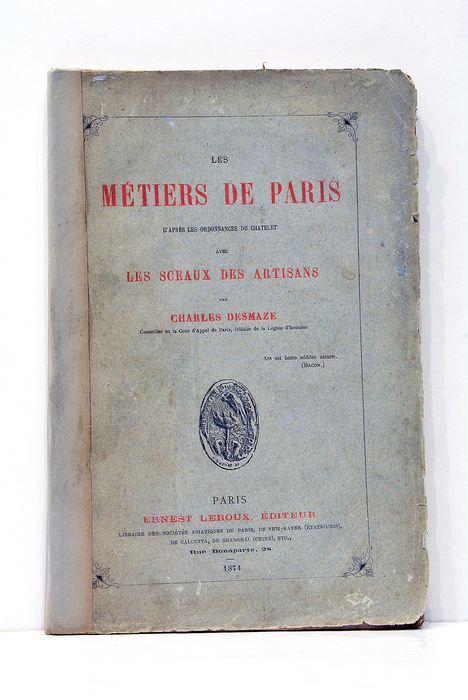 LES
MÉTIERS DE PARIS
D'APRÈS LES ORDONNANCES DU CHATELET
AVEC
LES SCEAUX DES ARTISANS
PAR
CHARLES DESMAZE
Conseiller en la Cour d'Appel de Paris, Officier de la Légion d'honneur
Ars est homo additus naturæ.
(BACON.)
PARIS
ERNEST LEROUX, ÉDITEUR
LIBRAIRE DES SOCIÉTÉS ASIATIQUES DE PARIS, DE NEW-HAVEN (ÉTATS-UNIS),
DE CALCUTTA, DE SHANGHAI (CHINE), ETC.,
Rue Bonaparte, 28
1874